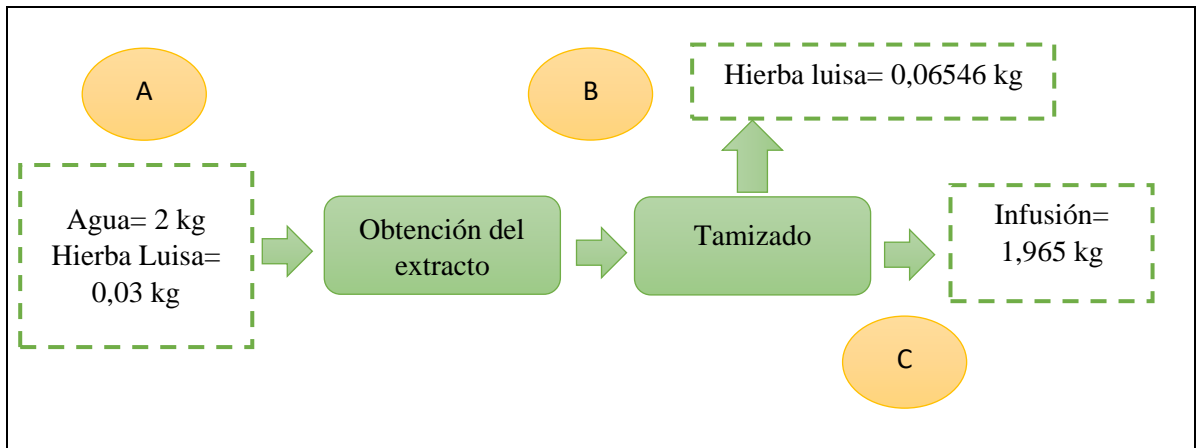 A
B
Hierba luisa= 0,06546 kg
Agua= 2 kg
Hierba Luisa=
0,03 kg
Obtención del
extracto
Tamizado
Infusión=
1,965 kg
C